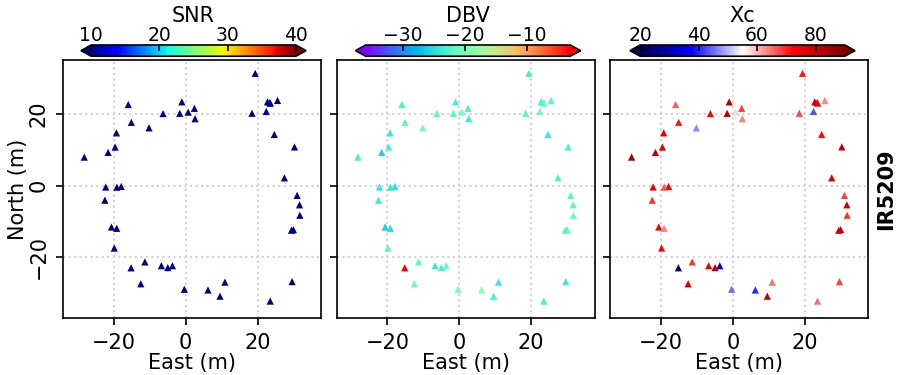 SNR DBV Xc
10 20 30 40 −30 −20 −10 20 40 60 80
20
0
−20
North (m)
−20 0 20 −20 0 20 −20 0 20
East (m) East (m) East (m)
IR5209